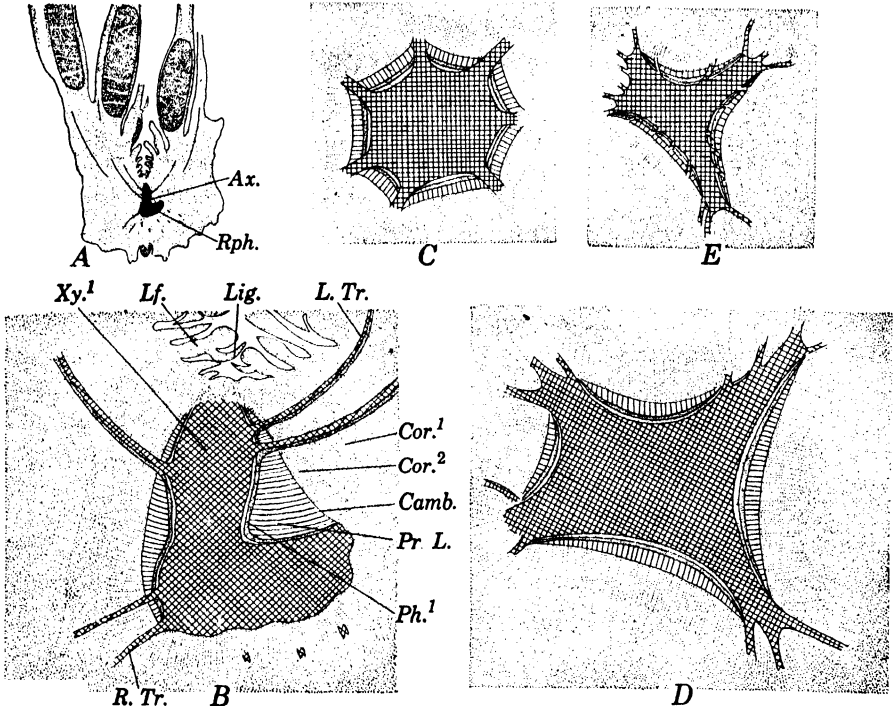 Ax.
Rph.
A
C
E
Xy.¹
Lf.
Lig.
L. Tr.
Cor.¹
Cor.²
Camb.
Pr L.
Ph.¹
R. Tr.
B
D